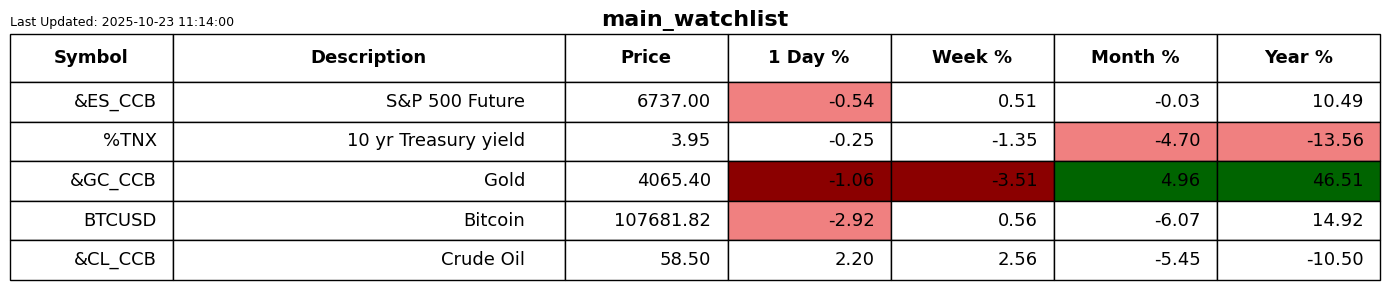 Last Updated: 2025-10-23 11:14:00
main_watchlist
Symbol Description Price 1 Day % Week % Month % Year %
&ES_CCB S&P 500 Future 6737.00 -0.54 0.51 -0.03 10.49
%TNX 10 yr Treasury yield 3.95 -0.25 -1.35 -4.70 -13.56
&GC_CCB Gold 4065.40 -1.06 -3.51 4.96 46.51
BTCUSD Bitcoin 107681.82 -2.92 0.56 -6.07 14.92
&CL_CCB Crude Oil 58.50 2.20 2.56 -5.45 -10.50